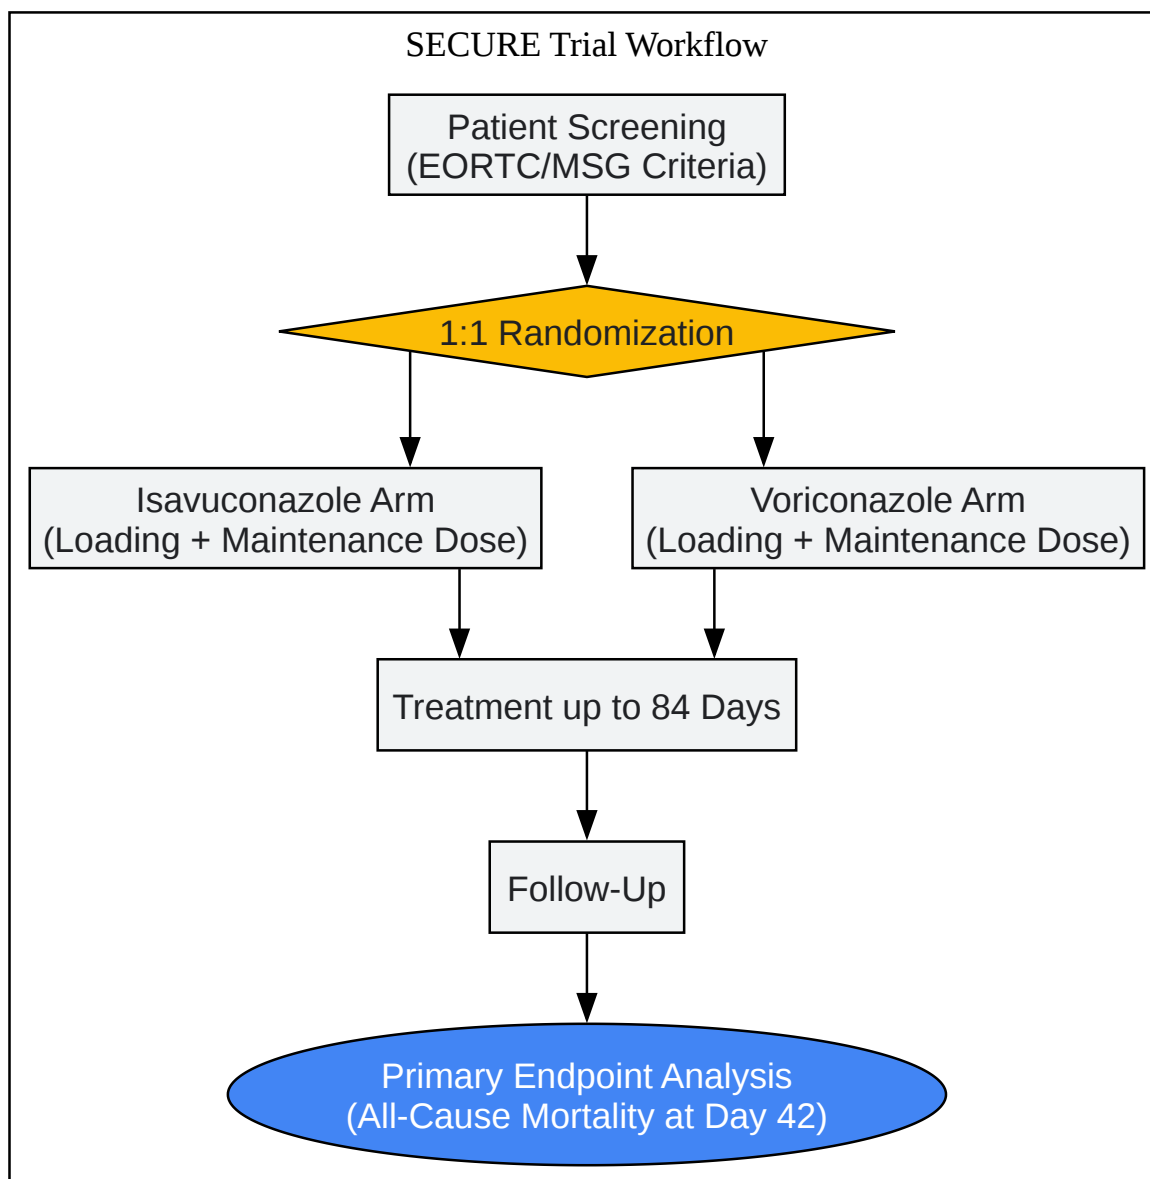 SECURE Trial Workflow
Patient Screening
(EORTC/MSG Criteria)
1:1 Randomization
Isavuconazole Arm
(Loading + Maintenance Dose)
Voriconazole Arm
(Loading + Maintenance Dose)
Treatment up to 84 Days
Follow-Up
Primary Endpoint Analysis
(All-Cause Mortality at Day 42)